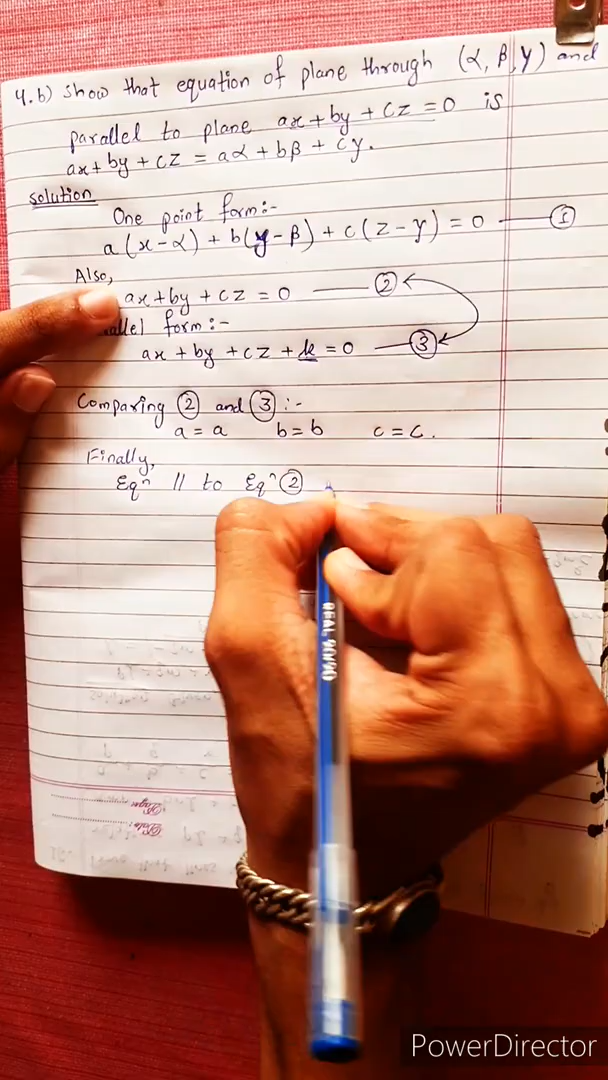 4.b) Show that equation of plane through (α, β, γ) and
parallel to plane ax + by + cz = 0 is
ax + by + cz = aα + bβ + cγ.
solution
One point form:-
a(x-α) + b(y-β) + c(z-γ) = 0 ①
Also,
ax + by + cz = 0 ②
allel form:-
ax + by + cz + k = 0 ③
Comparing ② and ③ :-
a = a b = b c = c.
Finally,
Eqⁿ // to Eqⁿ ②
REAL
PowerDirector